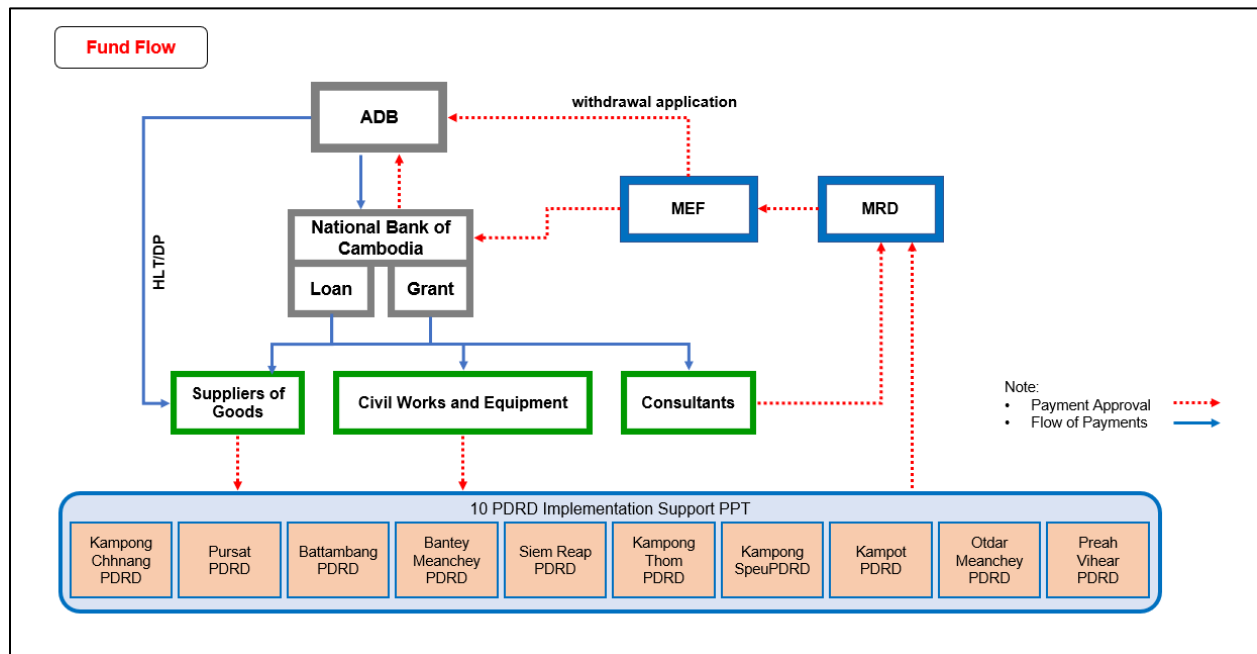 Fund Flow
withdrawal application
ADB
MEF
MRD
National Bank of
Cambodia
Loan
Grant
HLT/DP
Suppliers of
Goods
Civil Works and Equipment
Consultants
Note:
• Payment Approval
• Flow of Payments
10 PDRD Implementation Support PPT
Kampong
Chhnang
PDRD
Pursat
PDRD
Battambang
PDRD
Bantey
Meanchey
PDRD
Siem Reap
PDRD
Kampong
Thom
PDRD
Kampong
SpeuPDRD
Kampot
PDRD
Otdar
Meanchey
PDRD
Preah
Vihear
PDRD